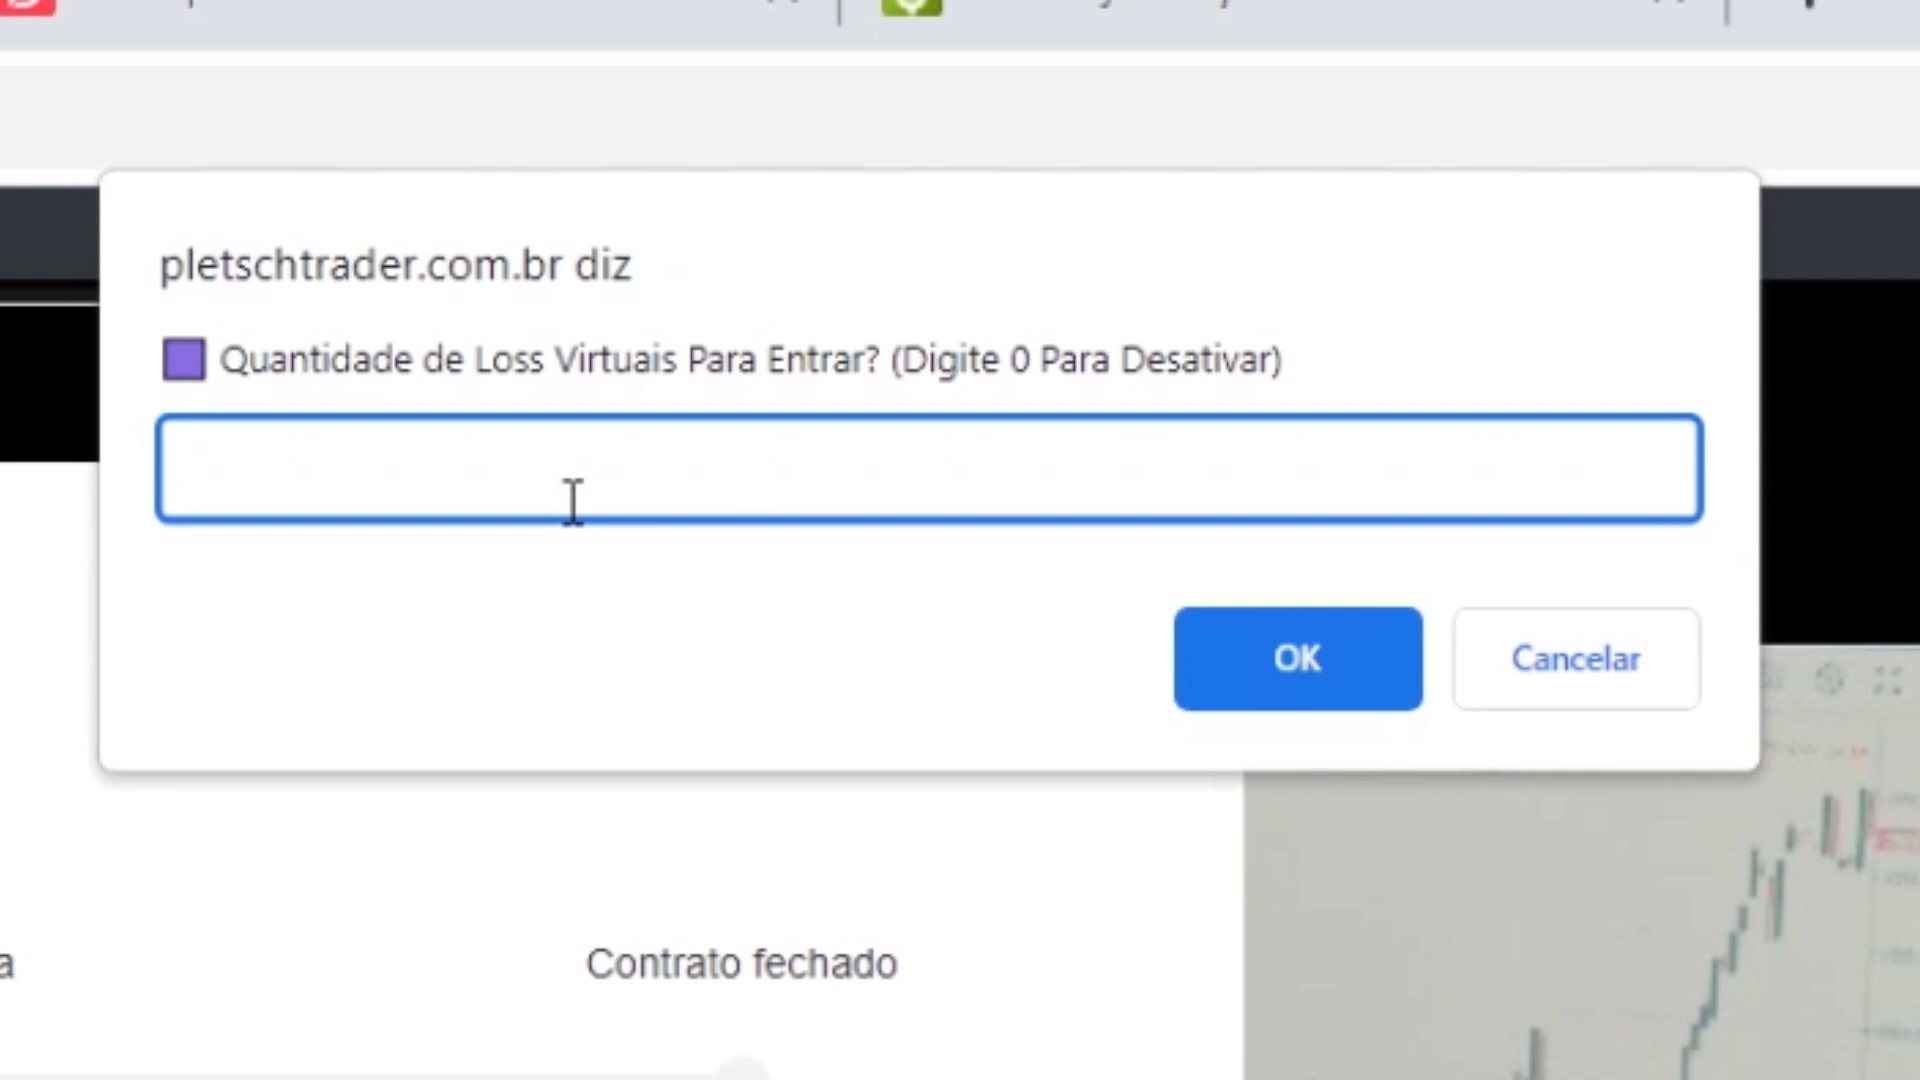 pletschtrader.com.br diz
Quantidade de Loss Virtuais Para Entrar? (Digite 0 Para Desativar)
OK
Cancelar
a
Contrato fechado